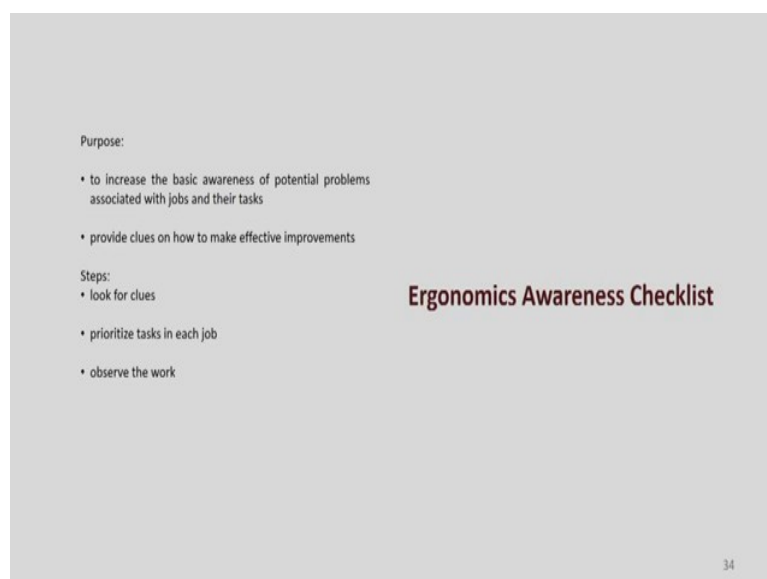 Purpose:
• to increase the basic awareness of potential problems
associated with jobs and their tasks
• provide clues on how to make effective improvements
Steps:
• look for clues
• prioritize tasks in each job
• observe the work
Ergonomics Awareness Checklist
34